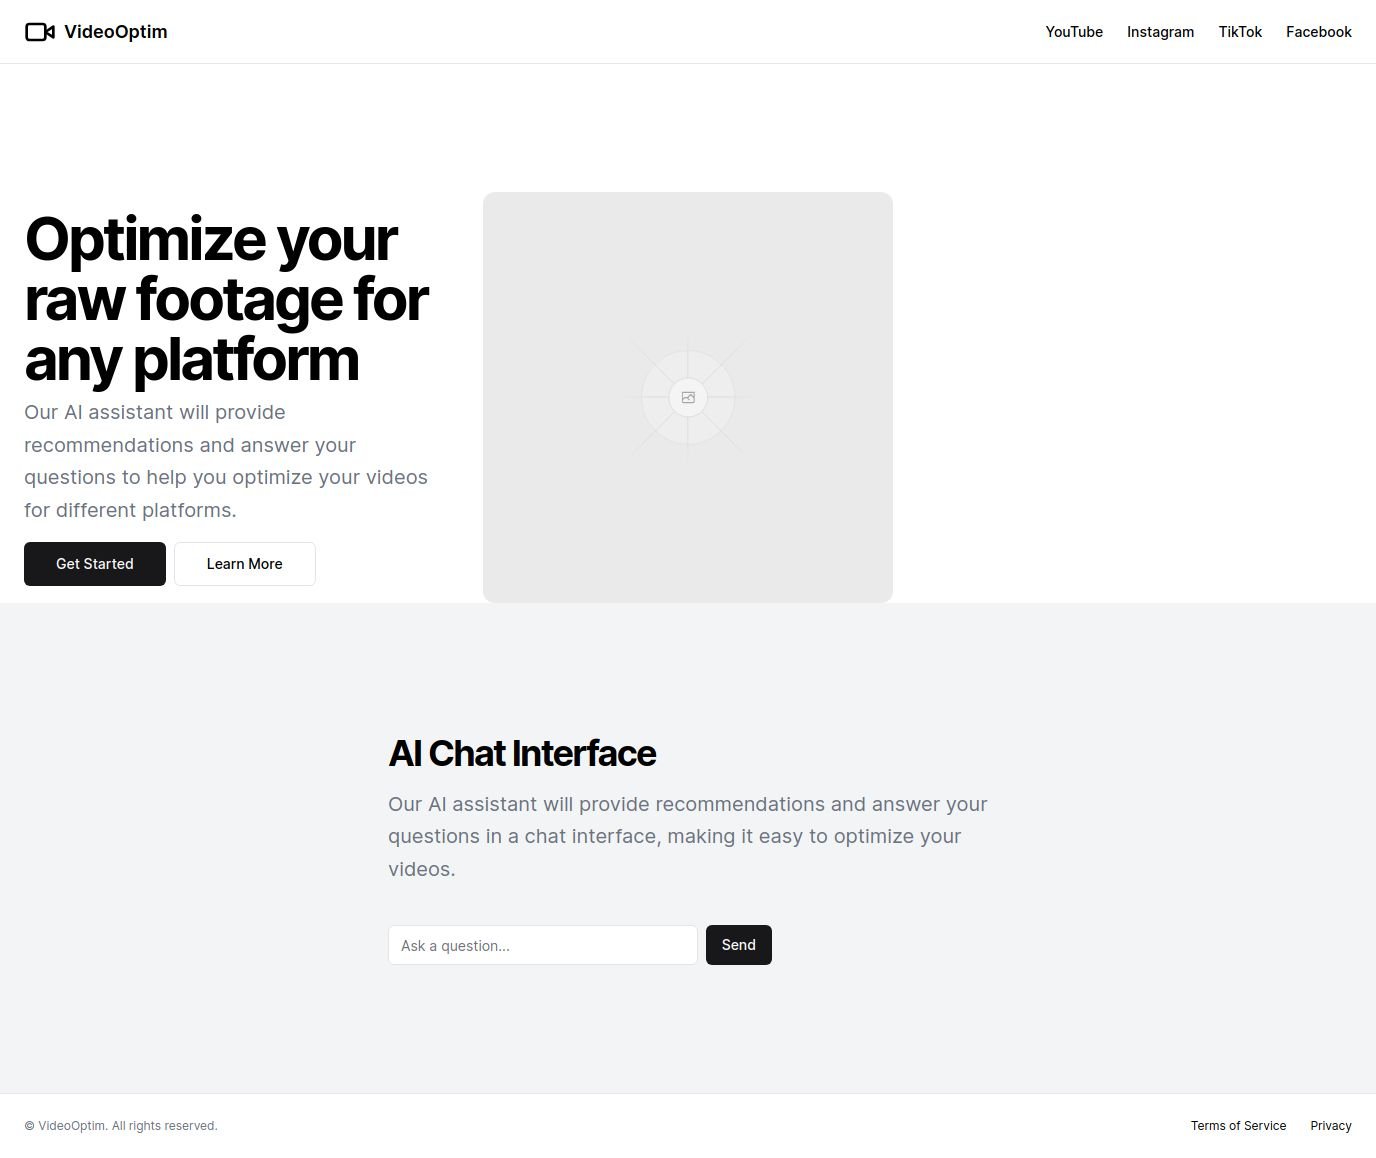 VideoOptim
YouTube Instagram TikTok Facebook
Optimize your
raw footage for
any platform
Our AI assistant will provide
recommendations and answer your
questions to help you optimize your videos
for different platforms.
Get Started Learn More
AI Chat Interface
Our AI assistant will provide recommendations and answer your
questions in a chat interface, making it easy to optimize your
videos.
Ask a question... Send
© VideoOptim. All rights reserved.
Terms of Service Privacy